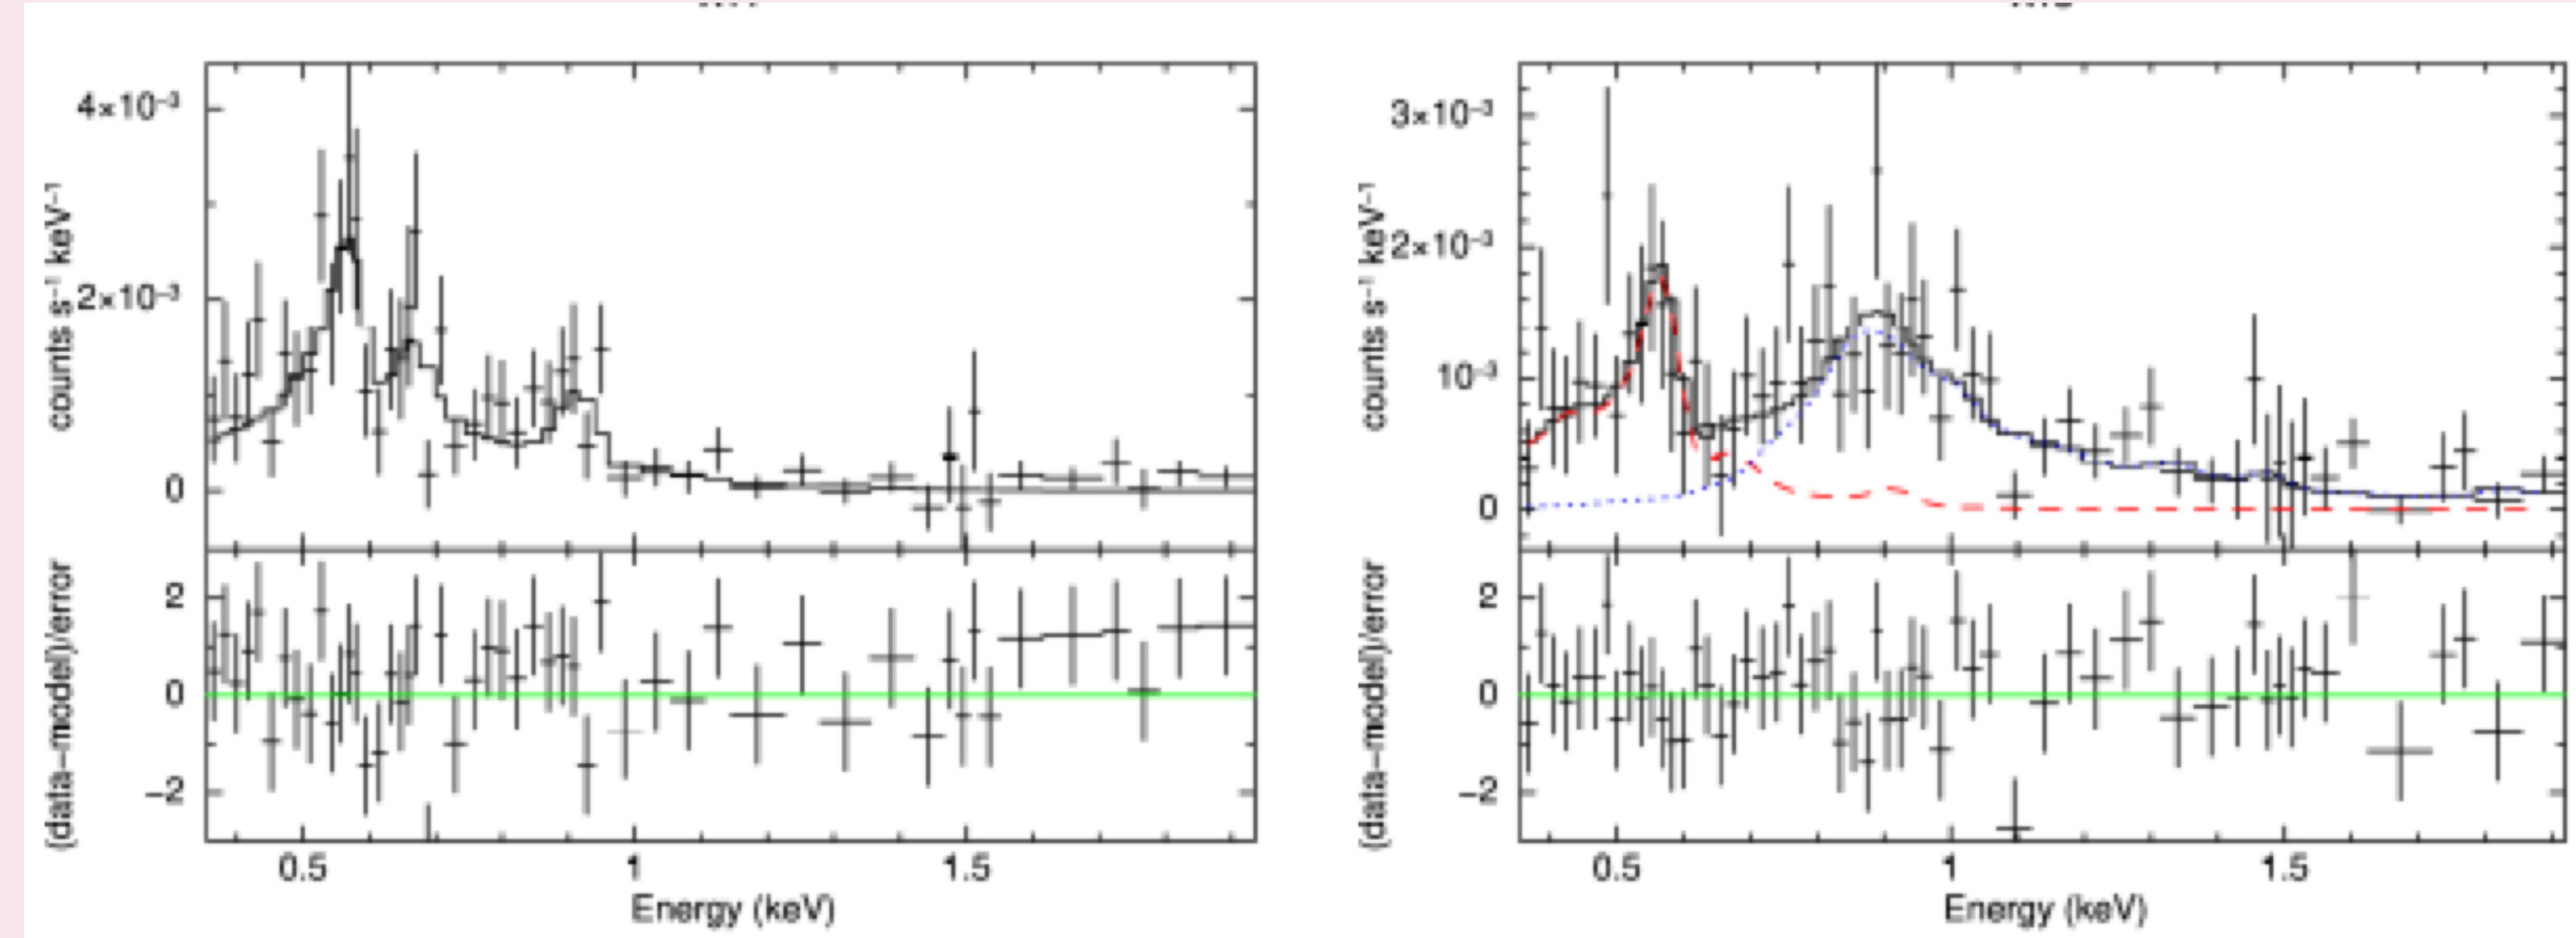 4×10⁻³
2×10⁻³
0
counts s⁻¹ keV⁻¹
2
0
−2
(data−model)/error
0.5 1 1.5
Energy (keV)
3×10⁻³
2×10⁻³
10⁻³
0
counts s⁻¹ keV⁻¹
2
0
−2
(data−model)/error
0.5 1 1.5
Energy (keV)